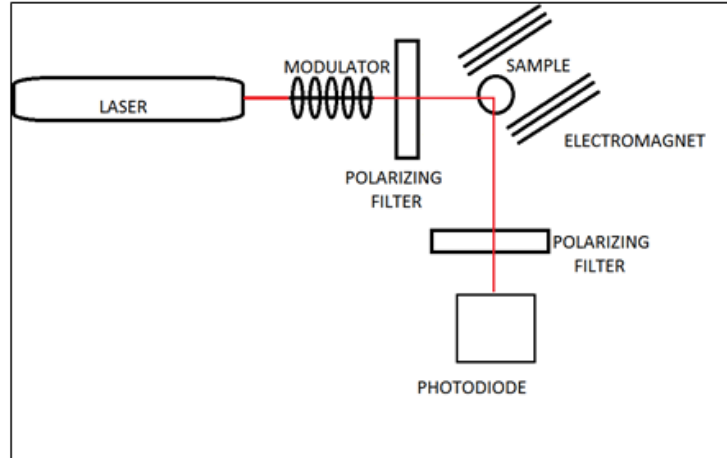 MODULATOR
SAMPLE
LASER
ELECTROMAGNET
POLARIZING
FILTER
POLARIZING
FILTER
PHOTODIODE